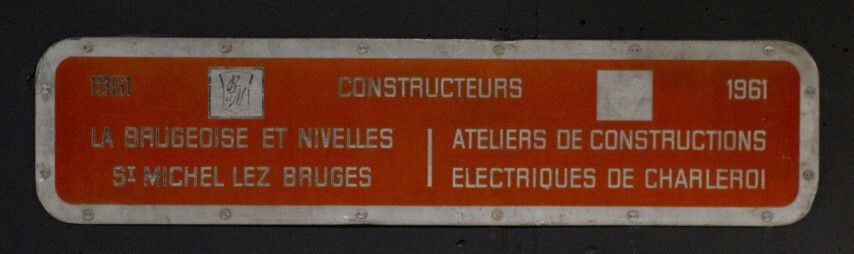 1961 CONSTRUCTEURS 1961
LA BRUGEOISE ET NIVELLES
ST MICHEL LEZ BRUGES
ATELIERS DE CONSTRUCTIONS
ELECTRIQUES DE CHARLEROI